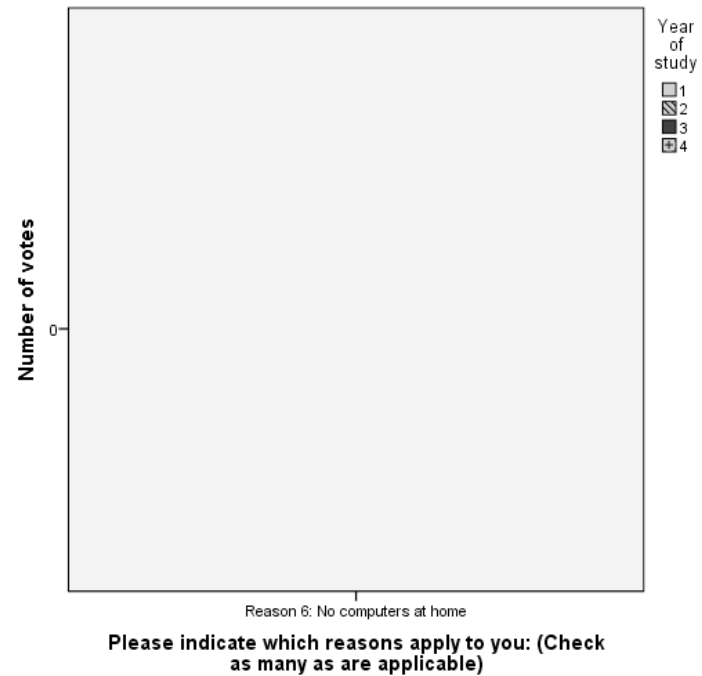 Year
of
study
1
2
3
4
Number of votes
0
Reason 6: No computers at home
Please indicate which reasons apply to you: (Check
as many as are applicable)